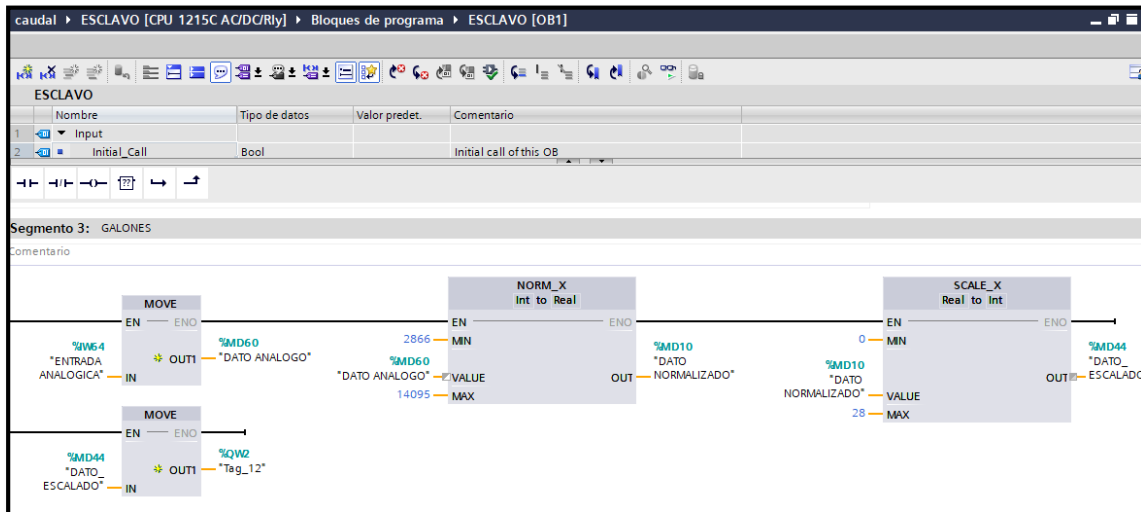 caudal ▸ ESCLAVO [CPU 1215C AC/DC/Rly] ▸ Bloques de programa ▸ ESCLAVO [OB1]
ESCLAVO
Nombre Tipo de datos Valor predet. Comentario
1 Input
2 Initial_Call Bool Initial call of this OB
??
Segmento 3: GALONES
Comentario
MOVE
EN ENO
%IW64
"ENTRADA
ANALOGICA"
IN
OUT1
%MD60
"DATO ANALOGO"
NORM_X
Int to Real
EN ENO
2866
MIN
%MD60
"DATO ANALOGO"
VALUE
14095
MAX
OUT
%MD10
"DATO
NORMALIZADO"
SCALE_X
Real to Int
EN ENO
0
MIN
%MD10
"DATO
NORMALIZADO"
VALUE
28
MAX
OUT
%MD44
"DATO_
ESCALADO
MOVE
EN ENO
%MD44
"DATO_
ESCALADO"
IN
OUT1
%QW2
"Tag_12"